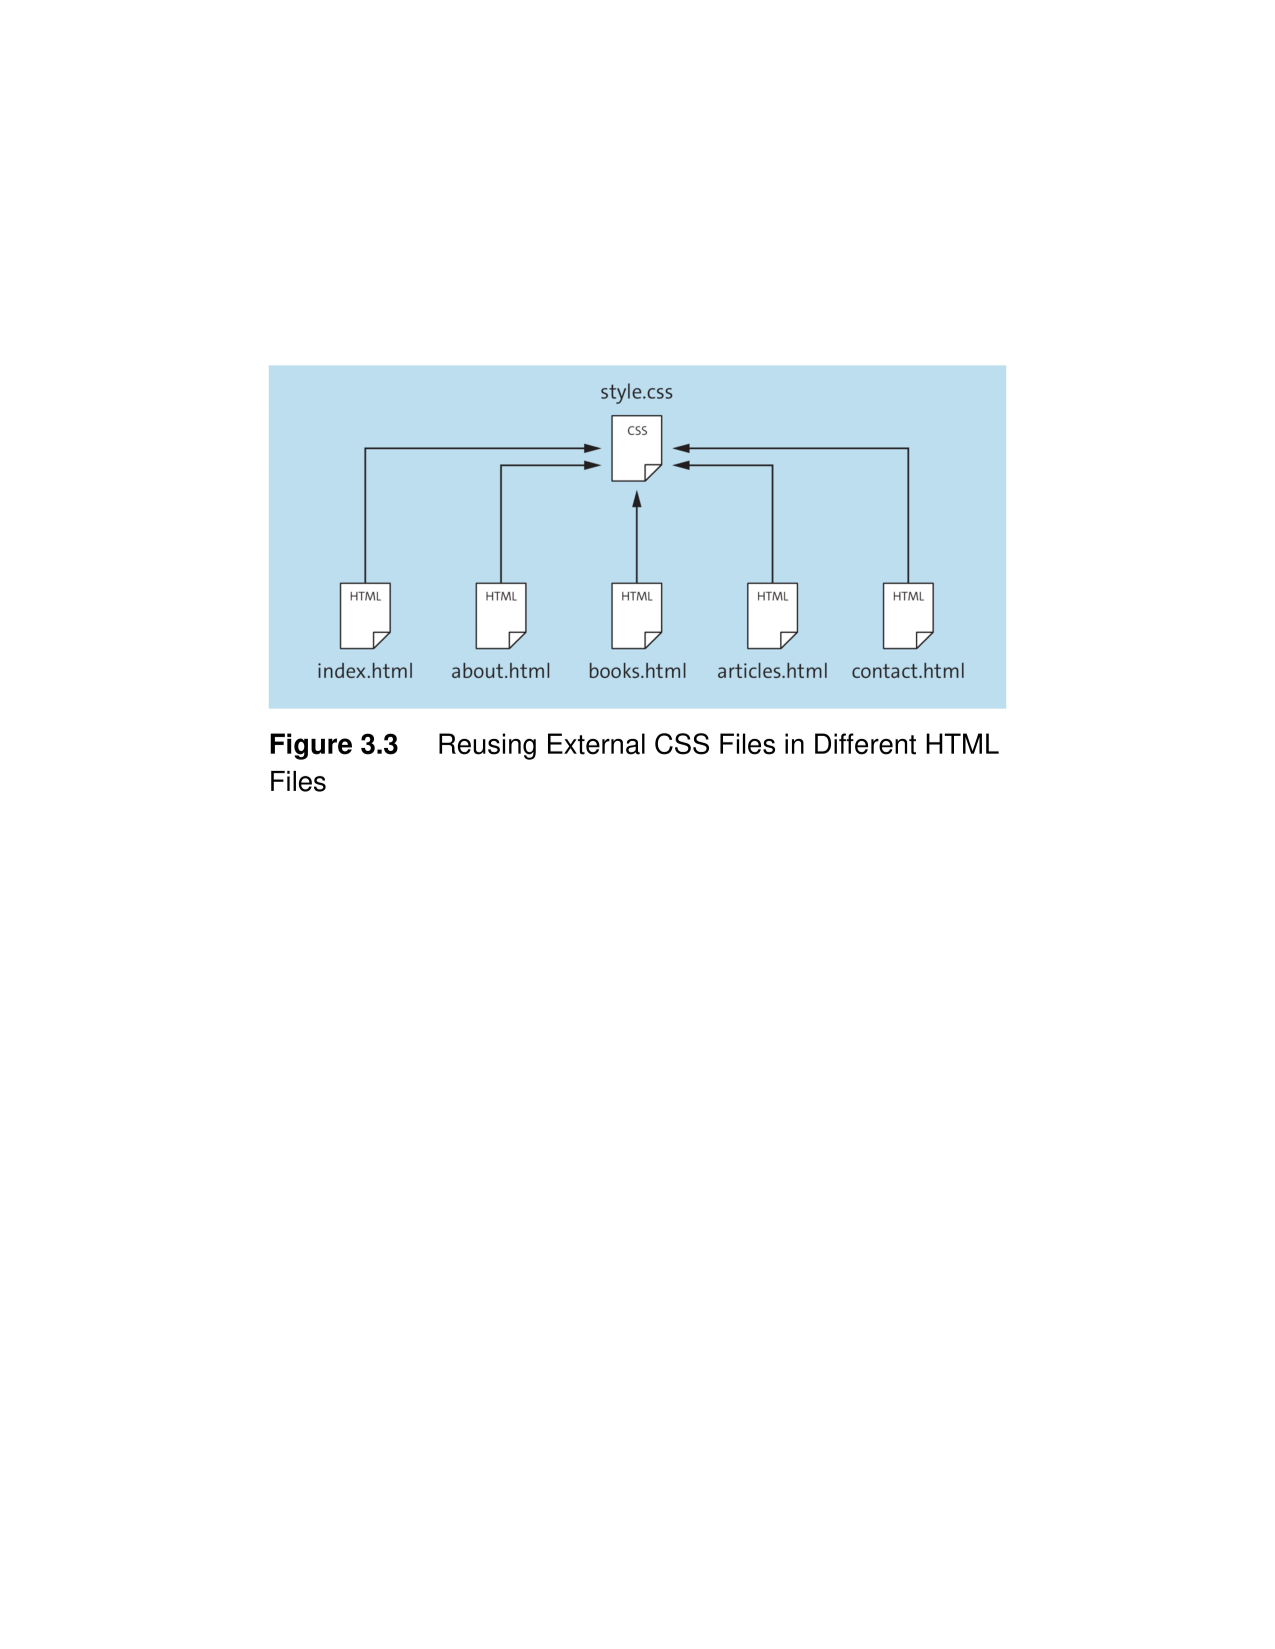 style.css
CSS
HTML HTML HTML HTML HTML
index.html about.html books.html articles.html contact.html
Figure 3.3 Reusing External CSS Files in Different HTML
Files